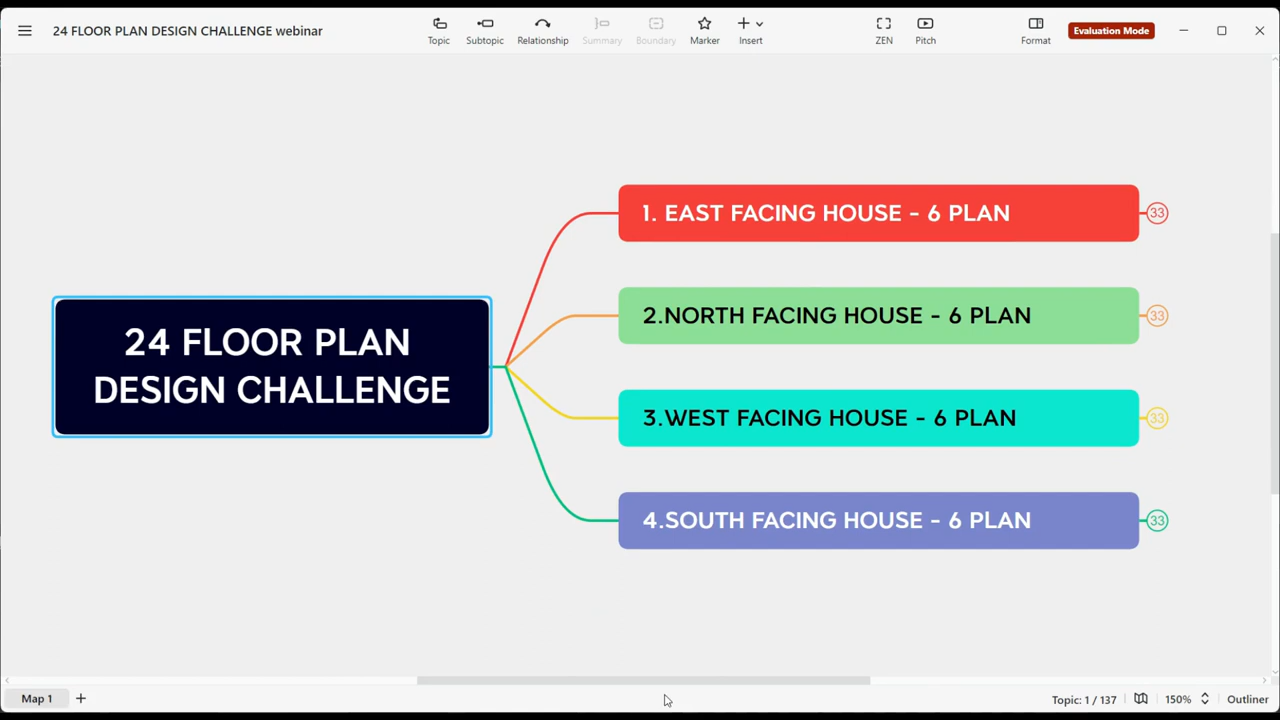 24 FLOOR PLAN DESIGN CHALLENGE webinar
Topic
Subtopic
Relationship
Summary
Boundary
Marker
Insert
ZEN
Pitch
Format
Evaluation Mode
1. EAST FACING HOUSE - 6 PLAN
33
2.NORTH FACING HOUSE - 6 PLAN
33
24 FLOOR PLAN
DESIGN CHALLENGE
3.WEST FACING HOUSE - 6 PLAN
33
4.SOUTH FACING HOUSE - 6 PLAN
33
Map 1
Topic: 1 / 137
150%
Outliner